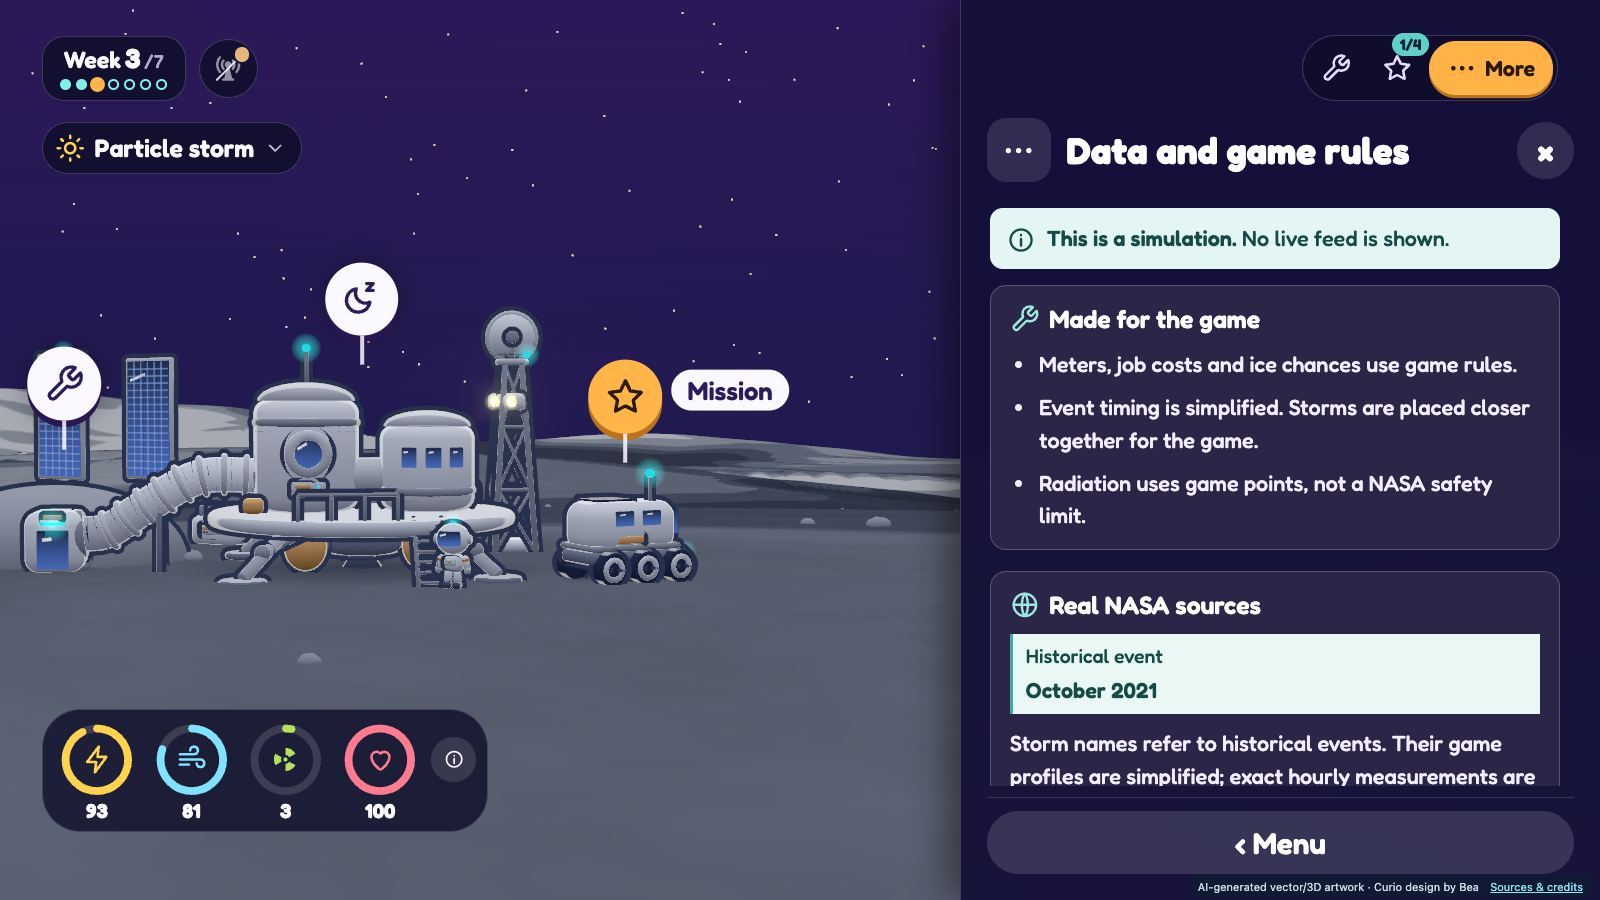 Week 3 /7
Particle storm
1/4
More
Data and game rules
This is a simulation. No live feed is shown.
Made for the game
Meters, job costs and ice chances use game rules.
Event timing is simplified. Storms are placed closer
together for the game.
Radiation uses game points, not a NASA safety
limit.
Real NASA sources
Historical event
October 2021
Storm names refer to historical events. Their game
profiles are simplified; exact hourly measurements are
Mission
93
81
3
100
Menu
AI-generated vector/3D artwork · Curio design by Bea Sources & credits